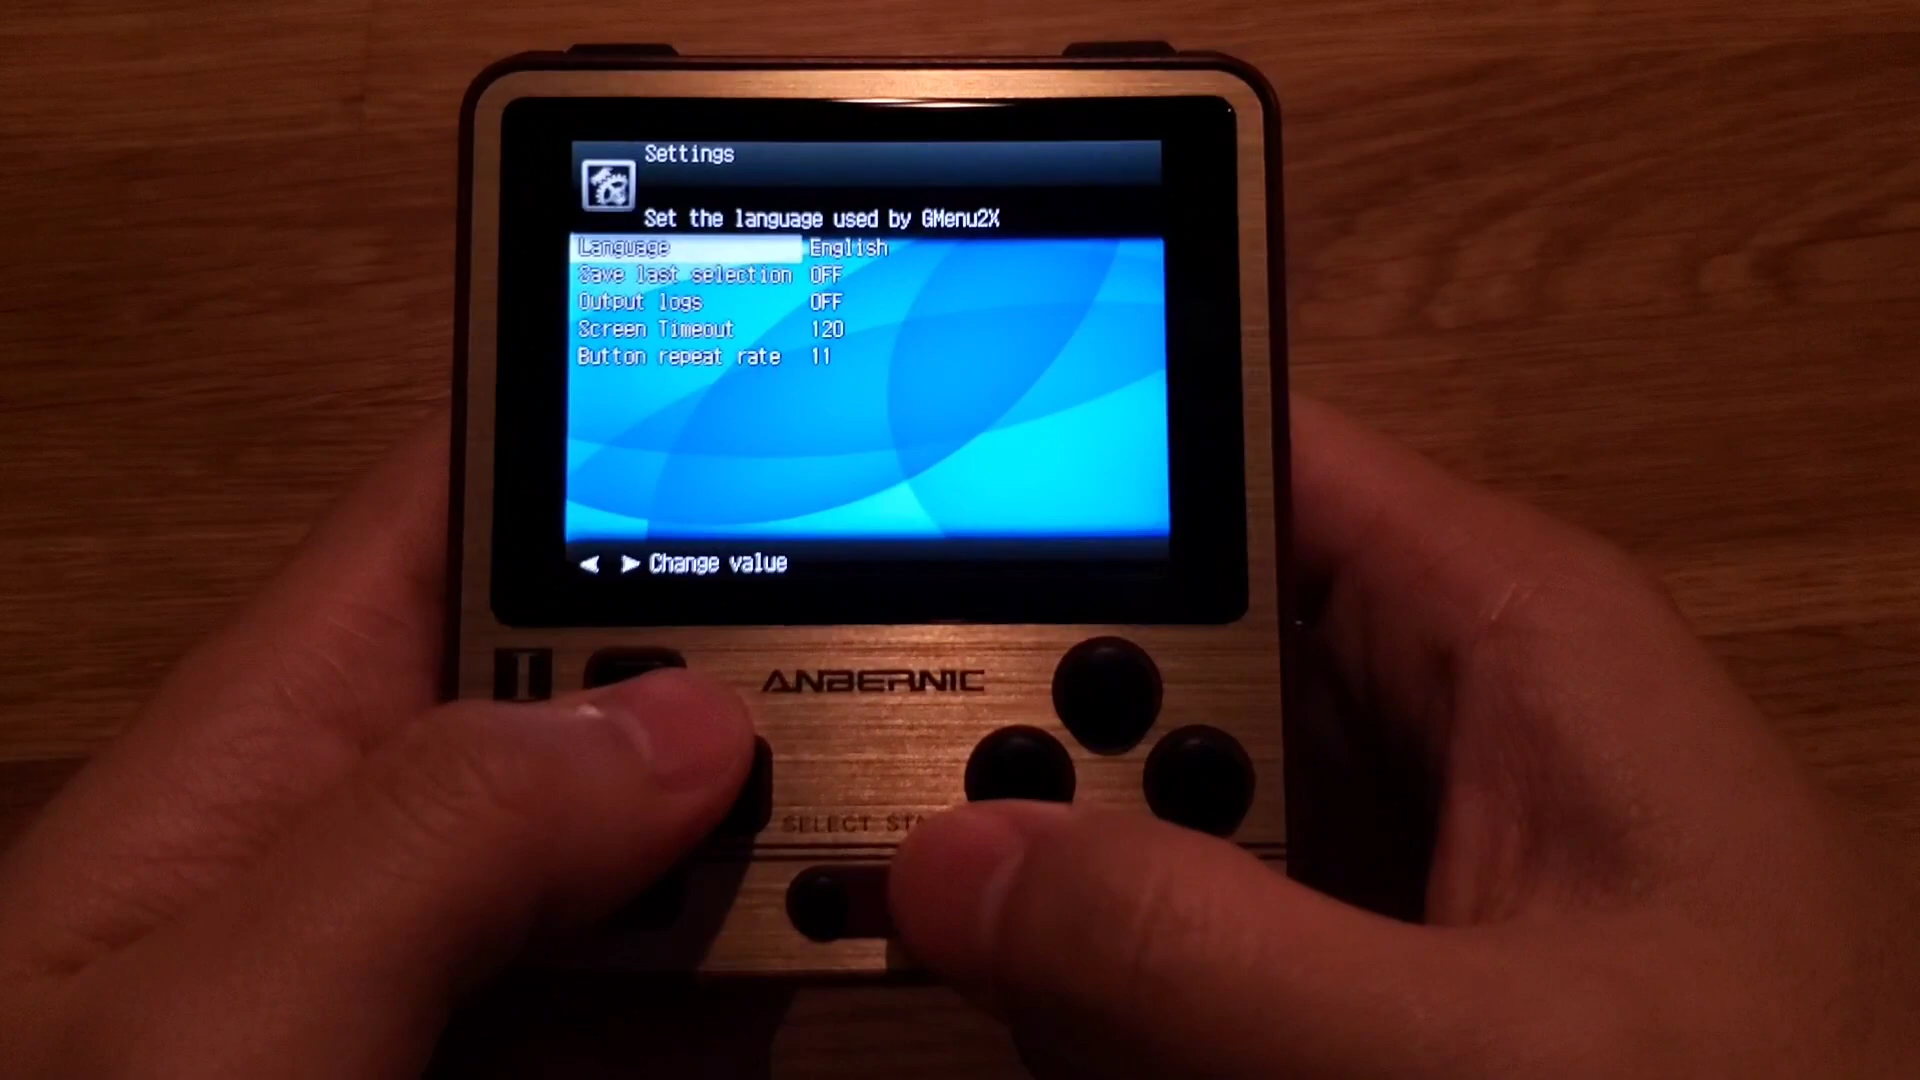 Settings
Set the language used by GMenu2X
Language English
Save last selection OFF
Output logs OFF
Screen Timeout 120
Button repeat rate 11
Change value
ANBERNIC
SELECT